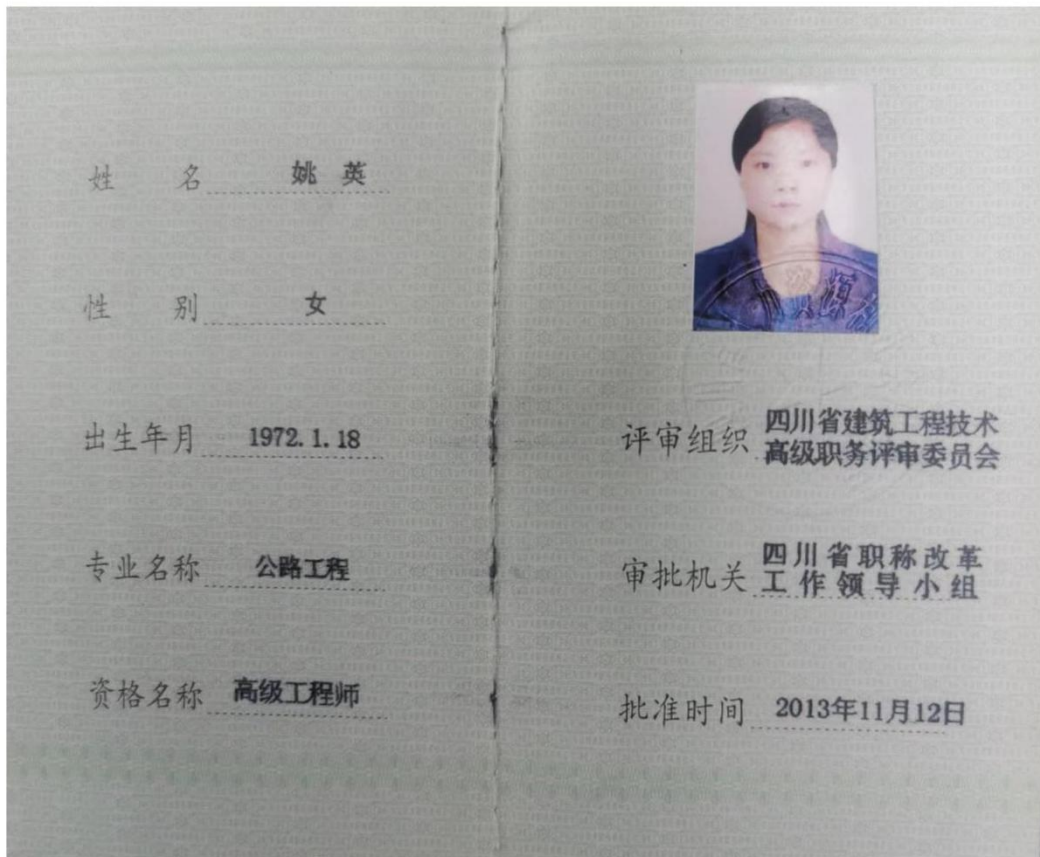 姓名 姚英
性别 女
出生年月 1972.1.18
专业名称 公路工程
资格名称 高级工程师
评审组织 四川省建筑工程技术
高级职务评审委员会
审批机关 四川省职称改革
工作领导小组
批准时间 2013年11月12日